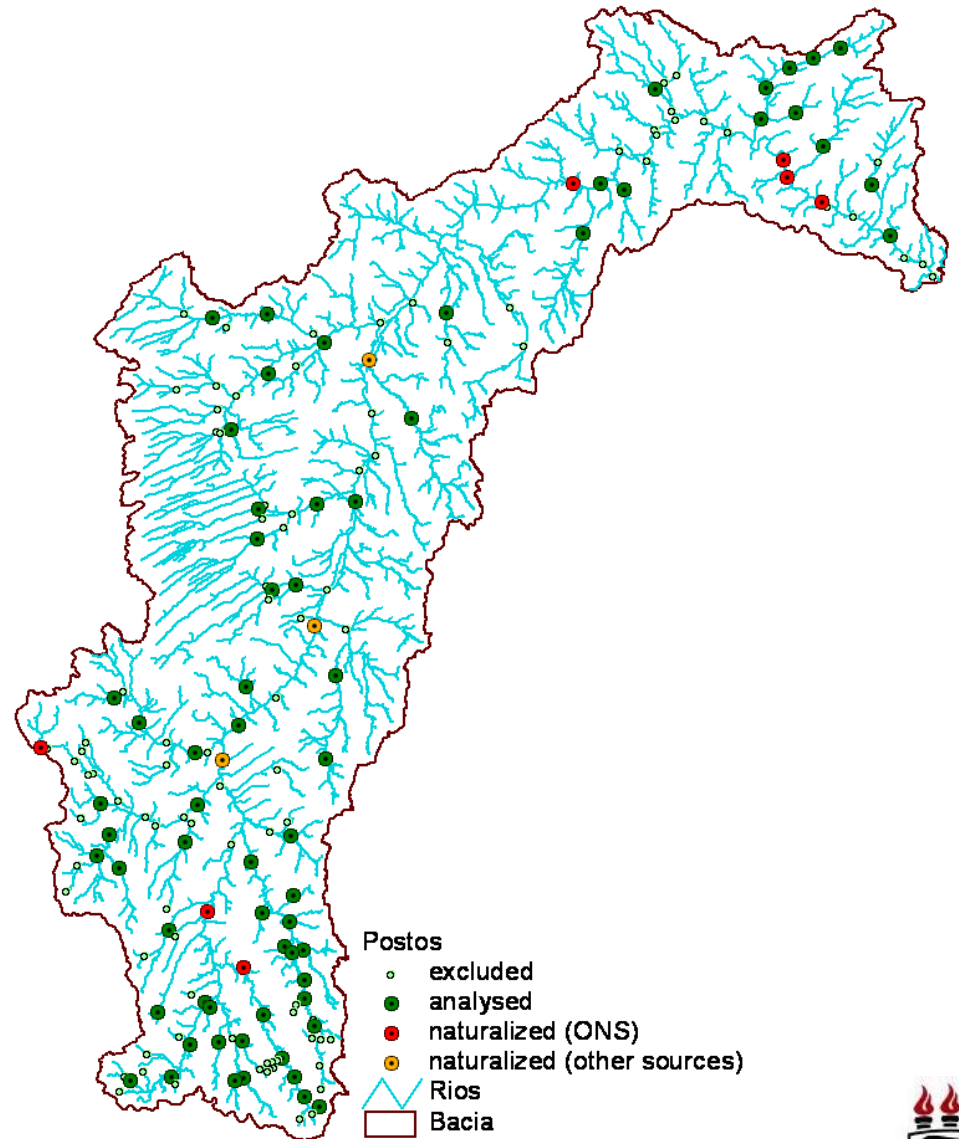 Postos
excluded
analysed
naturalized (ONS)
naturalized (other sources)
Rios
Bacia